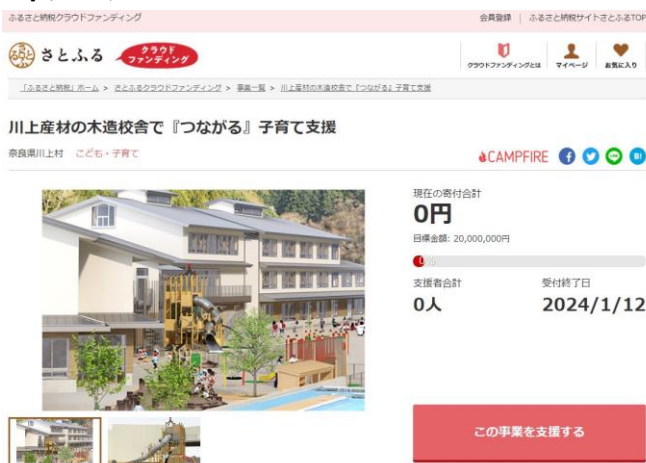 ふるさと納税クラウドファンディング
会員登録 | ふるさと納税サイトさとふるTOP
さとふる
クラウド
ファンディング
クラウドファンディングとは
マイページ
お気に入り
「ふるさと納税」ホーム > さとふるクラウドファンディング > 事業一覧 > 川上産材の木造校舎で『つながる』子育て支援
川上産材の木造校舎で『つながる』子育て支援
奈良県川上村 こども・子育て
CAMPFIRE
現在の寄付合計
0円
目標金額: 20,000,000円
0%
支援者合計
受付終了日
0人
2024/1/12
この事業を支援する